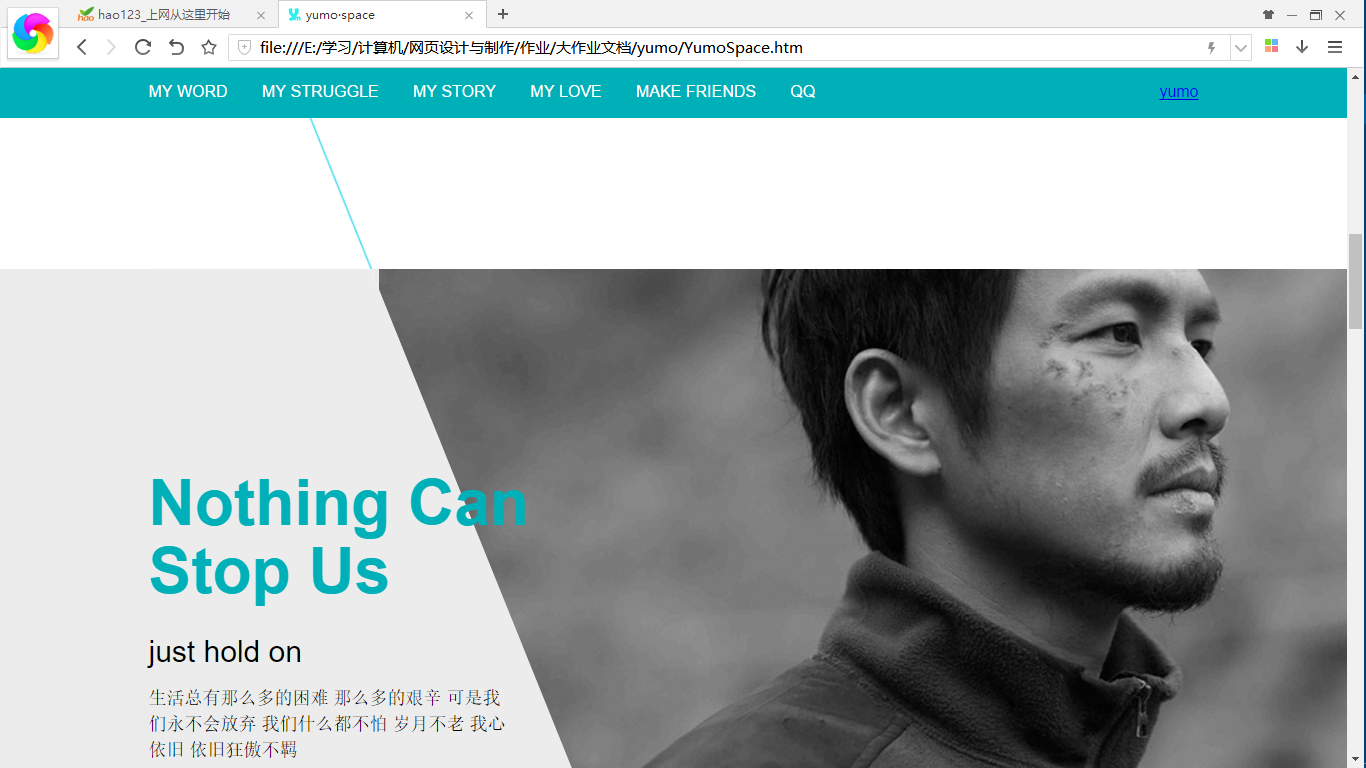 hao123_上网从这里开始
yumo·space
file:///E:/学习/计算机/网页设计与制作/作业/大作业文档/yumo/YumoSpace.htm
MY WORD MY STRUGGLE MY STORY MY LOVE MAKE FRIENDS QQ yumo
Nothing Can
Stop Us
just hold on
生活总有那么多的困难 那么多的艰辛 可是我
们永不会放弃 我们什么都不怕 岁月不老 我心
依旧 依旧狂傲不羁